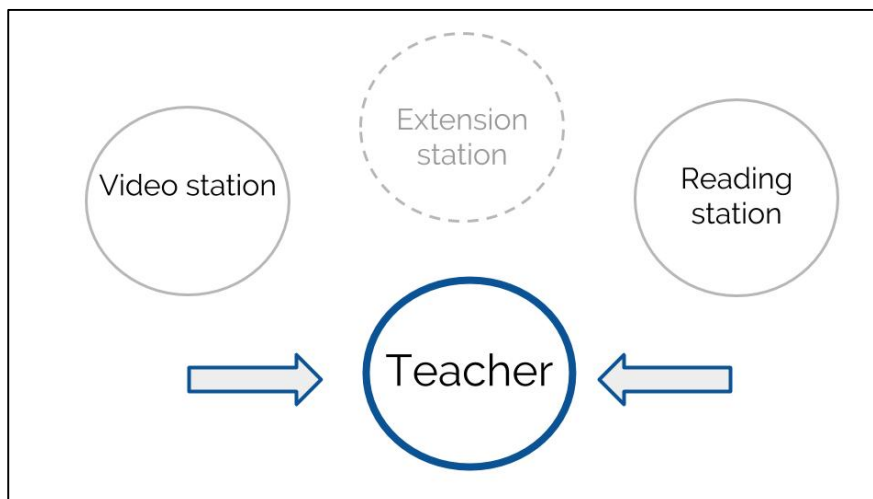 Extension
station
Video station
Reading
station
Teacher